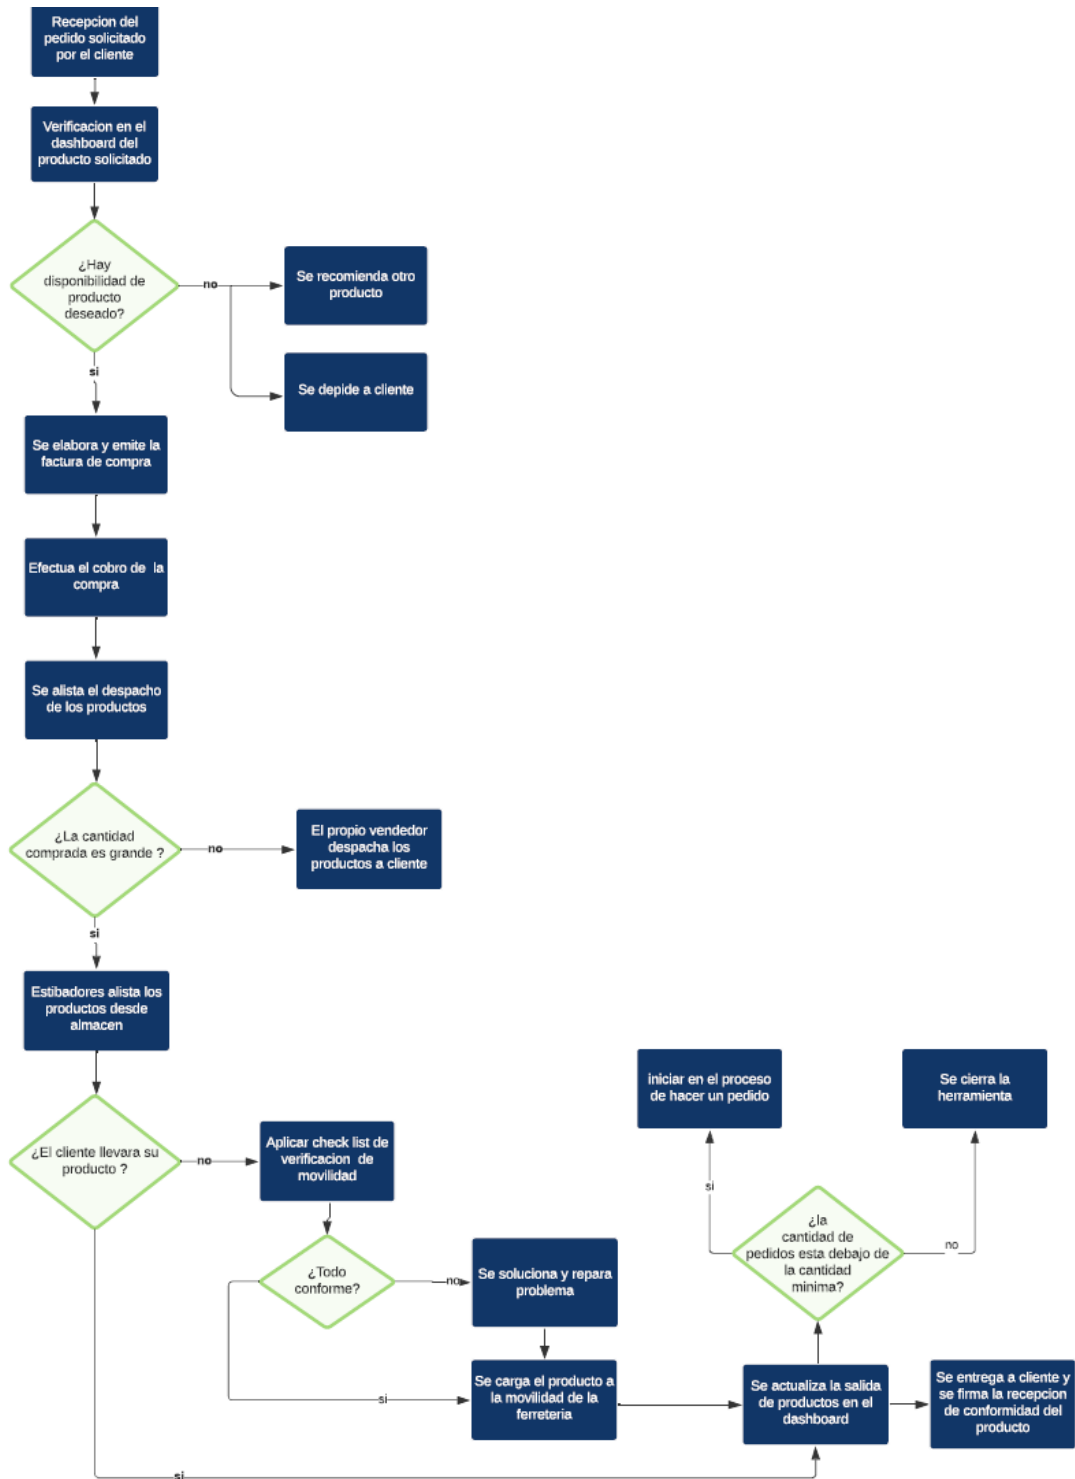 Recepcion del
pedido solicitado
por el cliente
Verificacion en el
dashboard del
producto solicitado
¿Hay
disponibilidad de
producto
deseado?
no
Se recomienda otro
producto
Se depide a cliente
si
Se elabora y emite la
factura de compra
Efectua el cobro de la
compra
Se alista el despacho
de los productos
¿La cantidad
comprada es grande ?
no
El propio vendedor
despacha los
productos a cliente
si
Estibadores alista los
productos desde
almacen
¿El cliente llevara su
producto ?
no
Aplicar check list de
verificacion de
movilidad
¿Todo
conforme?
no
Se soluciona y repara
problema
si
Se carga el producto a
la movilidad de la
ferreteria
iniciar en el proceso
de hacer un pedido
Se cierra la
herramienta
si
¿la
cantidad de
pedidos esta debajo de
la cantidad
minima?
no
Se actualiza la salida
de productos en el
dashboard
Se entrega a cliente y
se firma la recepcion
de conformidad del
producto
si